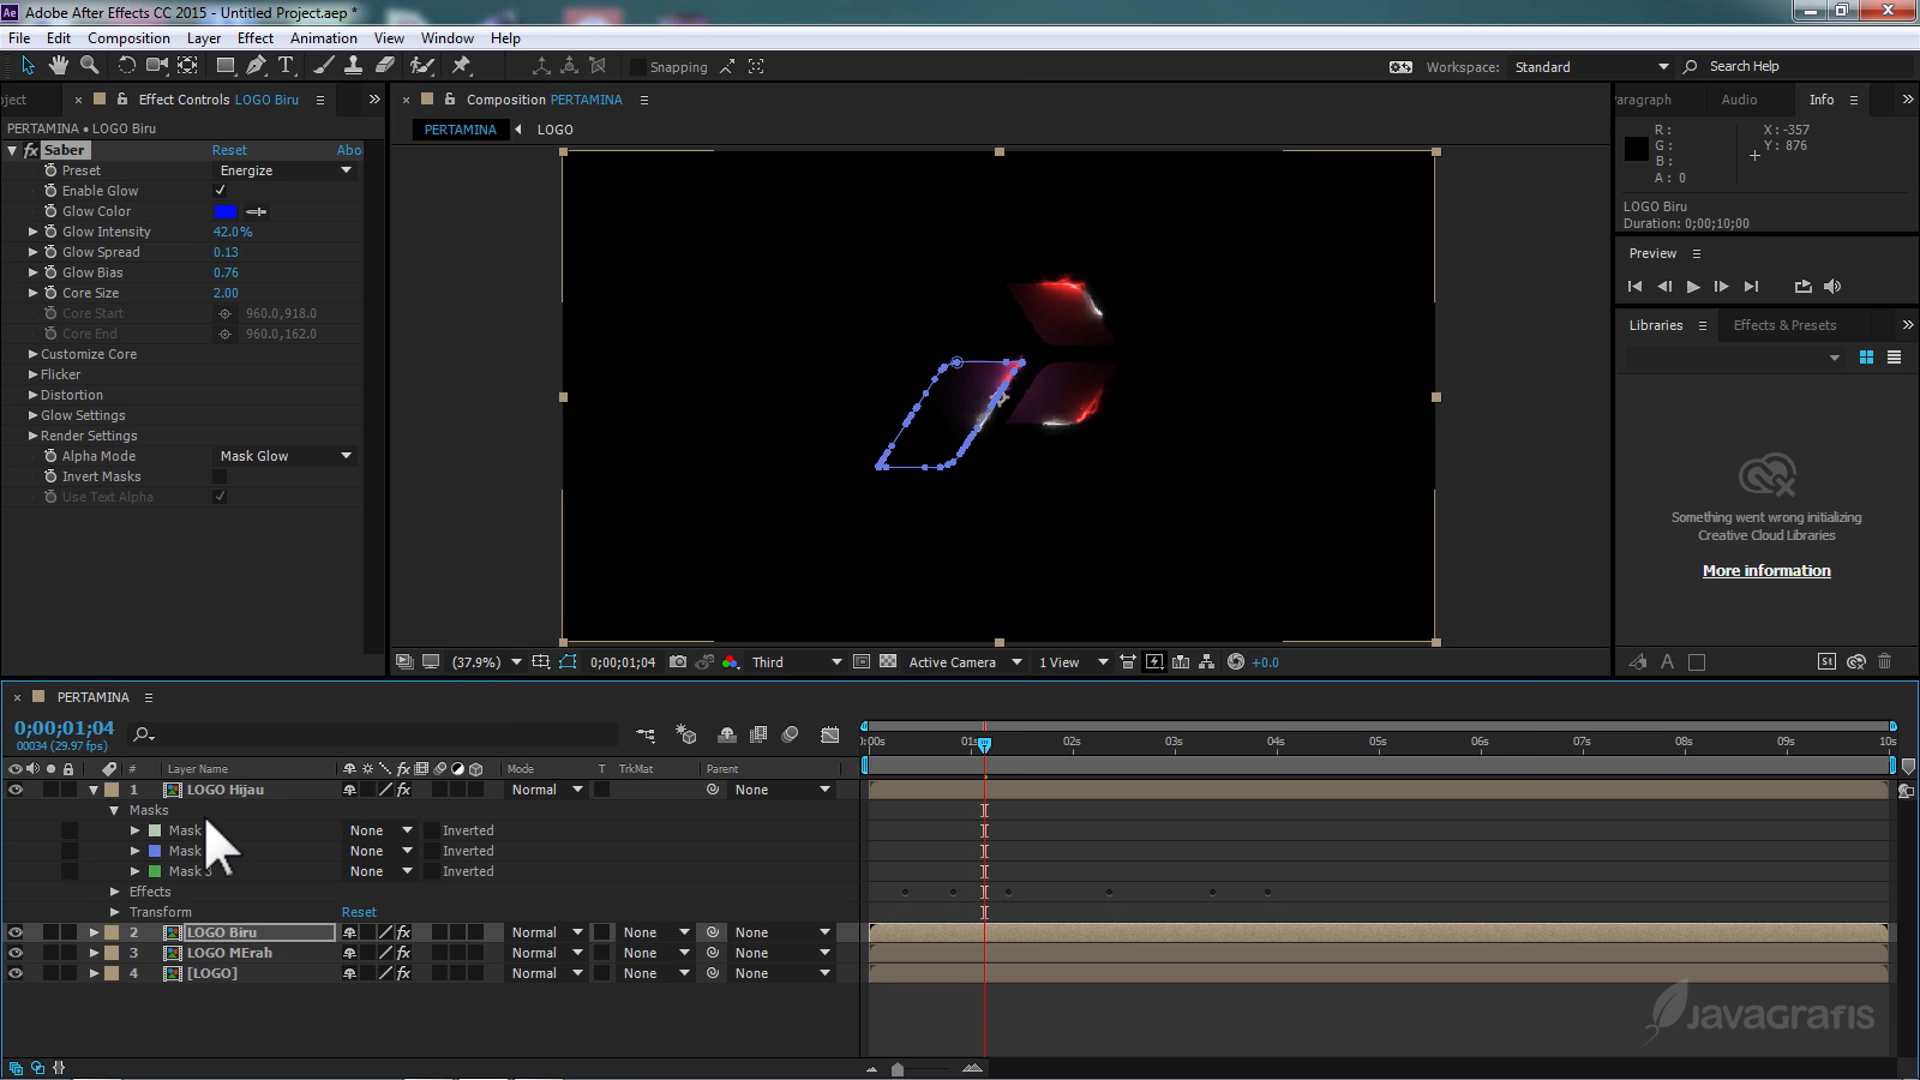 Adobe After Effects CC 2015 - Untitled Project.aep *
File Edit Composition Layer Effect Animation View Window Help
Snapping
Workspace: Standard
Search Help
oject
Effect Controls LOGO Biru
PERTAMINA • LOGO Biru
fx Saber Reset Abo
Preset Energize
Enable Glow
Glow Color
Glow Intensity 42.0%
Glow Spread 0.13
Glow Bias 0.76
Core Size 2.00
Core Start 960.0,918.0
Core End 960.0,162.0
Customize Core
Flicker
Distortion
Glow Settings
Render Settings
Alpha Mode Mask Glow
Invert Masks
Use Text Alpha
Composition PERTAMINA
PERTAMINA LOGO
(37.9%) 0;00;01;04 Third Active Camera 1 View +0.0
aragraph Audio Info
R :
G :
B :
A : 0
X : -357
Y : 876
LOGO Biru
Duration: 0;00;10;00
Preview
Libraries Effects & Presets
Something went wrong initializing
Creative Cloud Libraries
More information
St
PERTAMINA
0;00;01;04
00034 (29.97 fps)
):00s 01s 02s 03s 04s 05s 06s 07s 08s 09s 10s
# Layer Name fx Mode T TrkMat Parent
1 LOGO Hijau fx Normal None
Masks
Mask None Inverted
Mask None Inverted
Mask 3 None Inverted
Effects
Transform Reset
2 LOGO Biru fx Normal None None
3 LOGO MErah fx Normal None None
4 [LOGO] fx Normal None None
JAVAGRAFIS